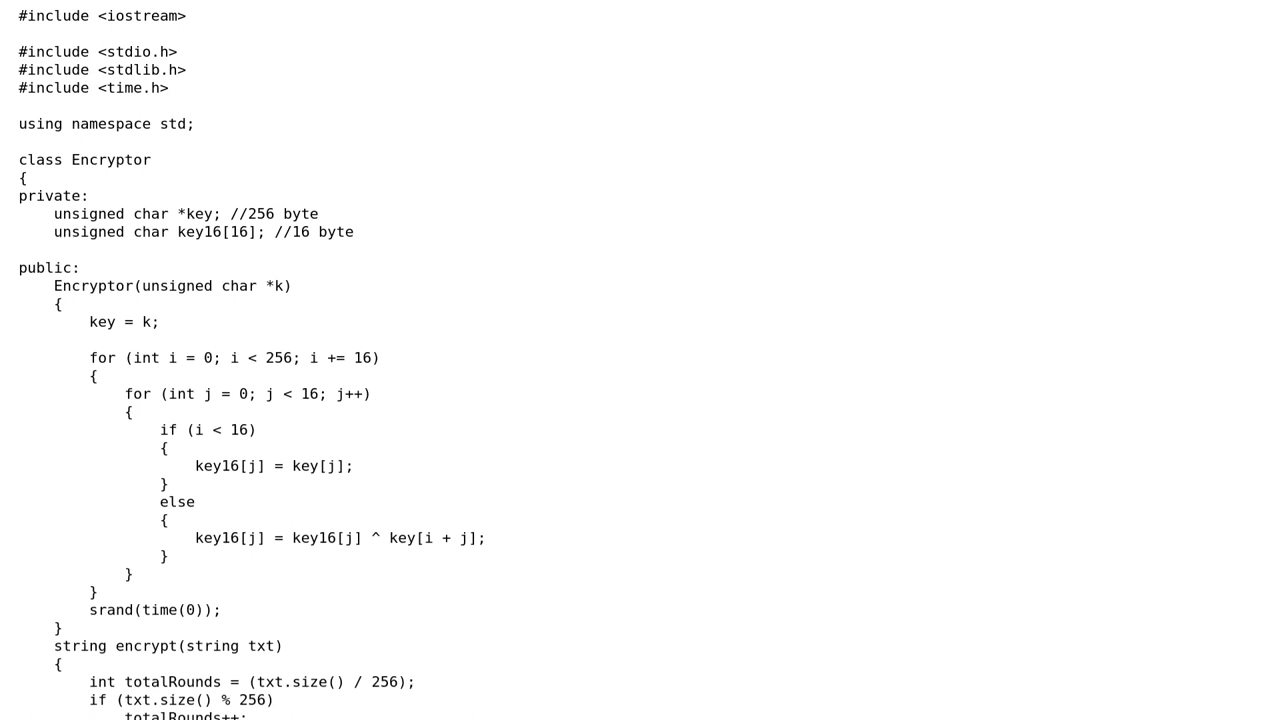 #include <iostream>

#include <stdio.h>
#include <stdlib.h>
#include <time.h>

using namespace std;

class Encryptor
{
private:
    unsigned char *key; //256 byte
    unsigned char key16[16]; //16 byte

public:
    Encryptor(unsigned char *k)
    {
        key = k;

        for (int i = 0; i < 256; i += 16)
        {
            for (int j = 0; j < 16; j++)
            {
                if (i < 16)
                {
                    key16[j] = key[j];
                }
                else
                {
                    key16[j] = key16[j] ^ key[i + j];
                }
            }
        }
        srand(time(0));
    }
    string encrypt(string txt)
    {
        int totalRounds = (txt.size() / 256);
        if (txt.size() % 256)
            totalRounds++;